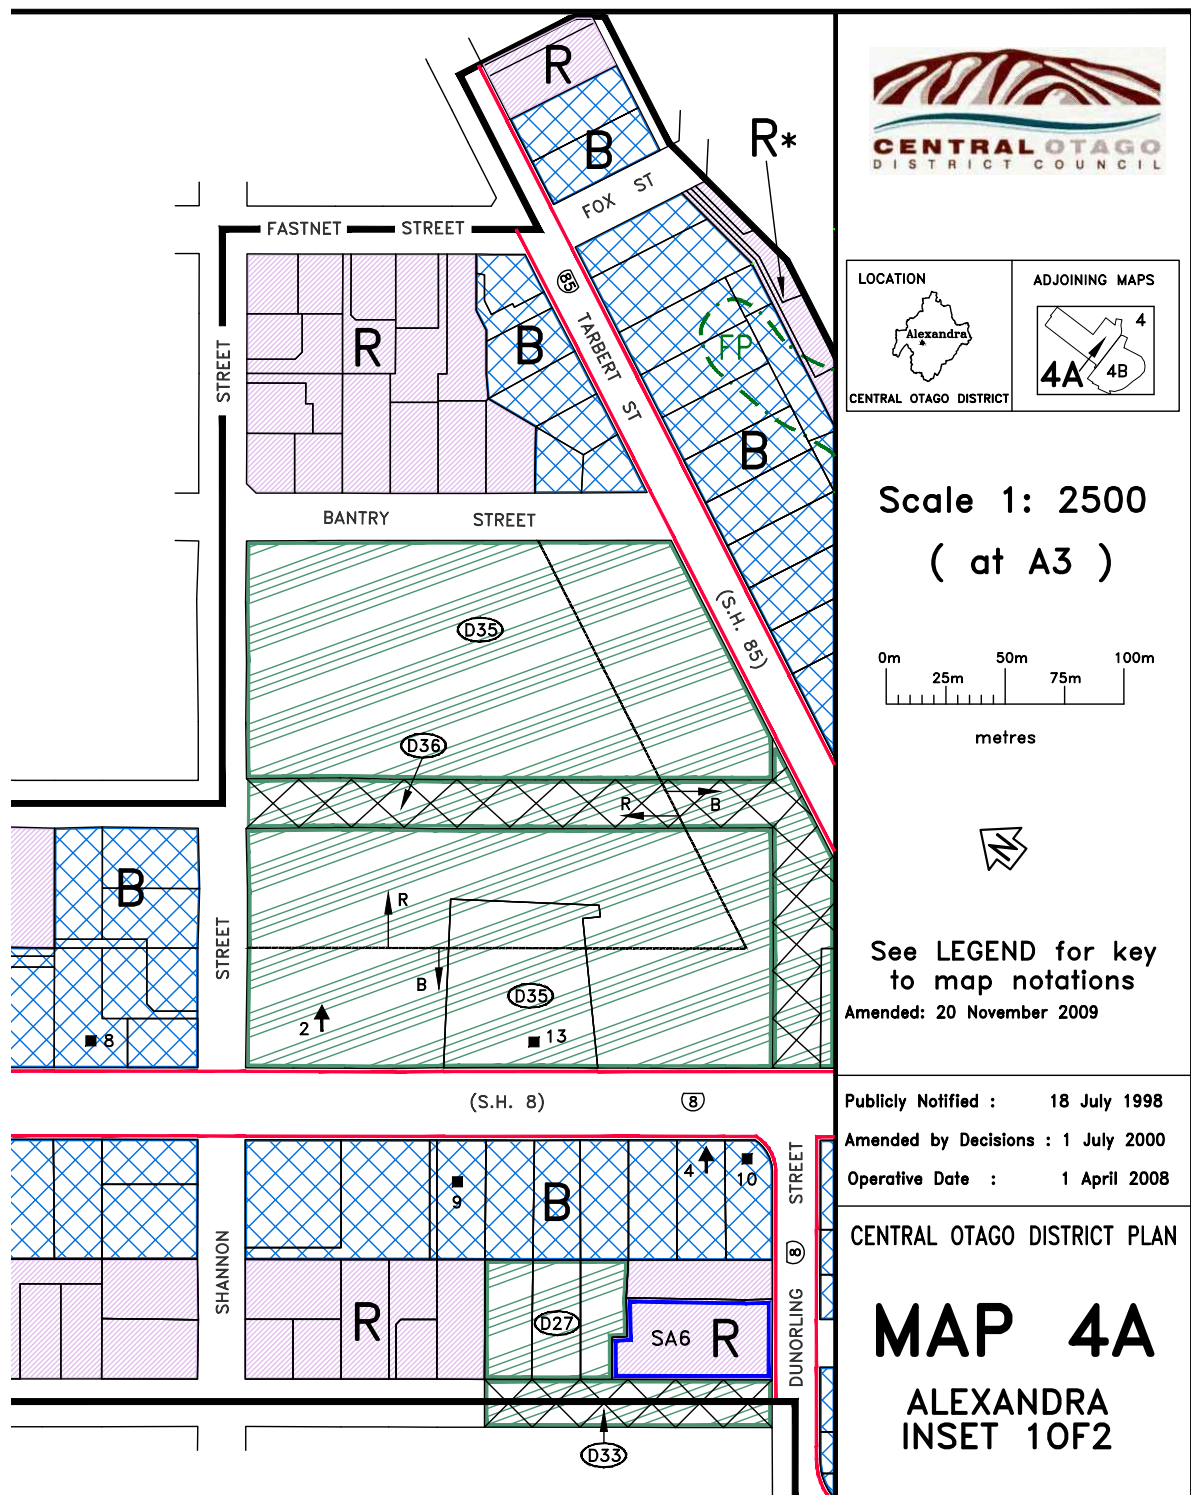 R
B
R*
FOX ST
FASTNET STREET
85
TARBERT ST
STREET
R
B
FP
B
BANTRY STREET
(S.H. 85)
D35
D36
R
B
B
R
STREET
B
D35
2
13
8
(S.H. 8)
8
STREET
4
10
9
B
8
SHANNON
R
D27
SA6
R
DUNORLING
D33
CENTRAL OTAGO
DISTRICT COUNCIL
LOCATION
Alexandra
CENTRAL OTAGO DISTRICT
ADJOINING MAPS
4
4A
4B
Scale 1: 2500
( at A3 )
0m 50m 100m
25m 75m
metres
N
See LEGEND for key
to map notations
Amended: 20 November 2009
Publicly Notified : 18 July 1998
Amended by Decisions : 1 July 2000
Operative Date : 1 April 2008
CENTRAL OTAGO DISTRICT PLAN
MAP 4A
ALEXANDRA
INSET 1OF2